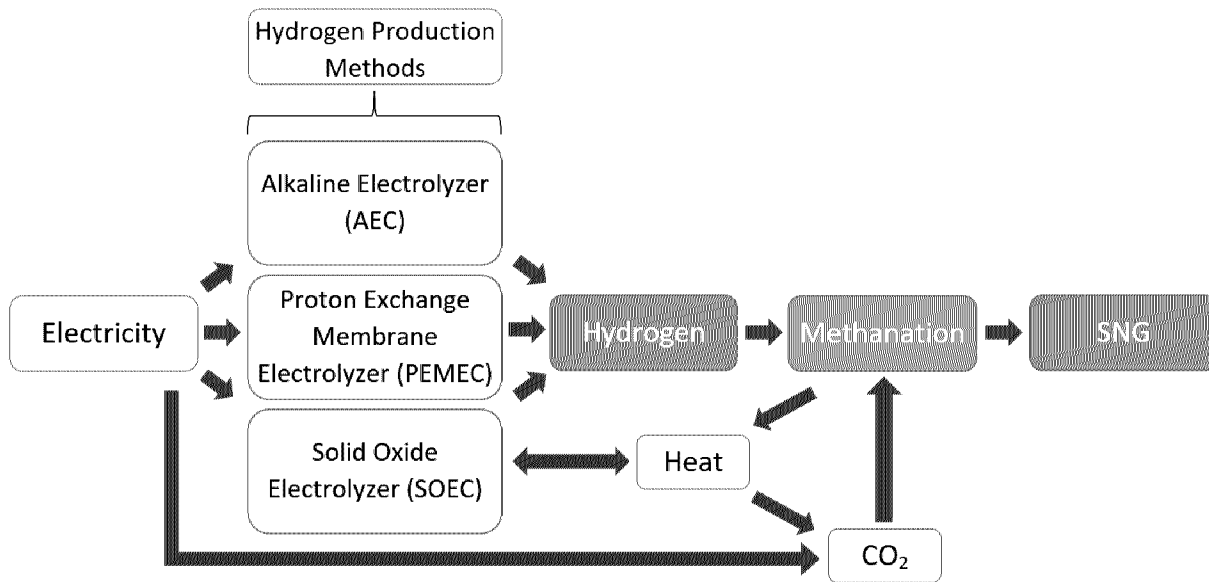 Hydrogen Production
Methods
Alkaline Electrolyzer
(AEC)
Electricity
Proton Exchange
Membrane
Electrolyzer (PEMEC)
Hydrogen
Methanation
SNG
Solid Oxide
Electrolyzer (SOEC)
Heat
CO₂